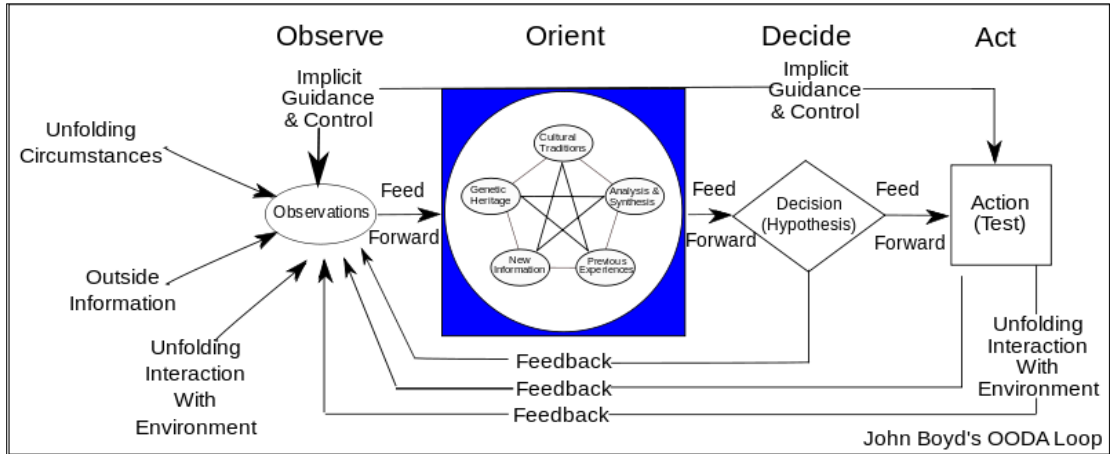 Observe
Orient
Decide
Act
Implicit
Guidance
& Control
Implicit
Guidance
& Control
Unfolding
Circumstances
Observations
Outside
Information
Unfolding
Interaction
With
Environment
Feed
Forward
Cultural
Traditions
Genetic
Heritage
Analysis &
Synthesis
New
Information
Previous
Experiences
Feed
Forward
Decision
(Hypothesis)
Feed
Forward
Action
(Test)
Unfolding
Interaction
With
Environment
Feedback
Feedback
Feedback
John Boyd's OODA Loop